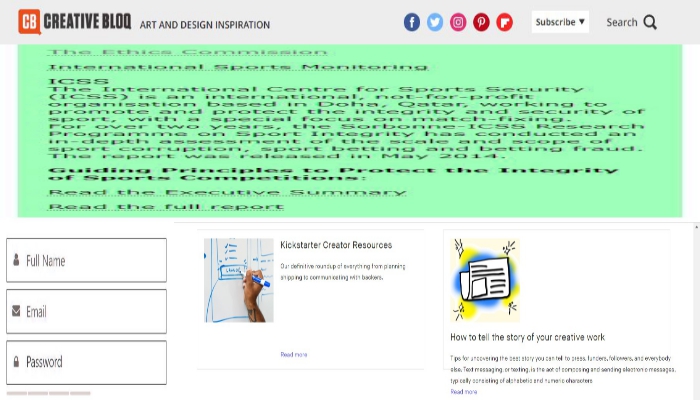 CB CREATIVE BLOQ ART AND DESIGN INSPIRATION
Subscribe ▼ Search
The Ethics Commission
International Sports Monitoring
ICSS
The International Centre for Sports Security
(ICSS) is an international, not-for-profit
organisation based in Doha, Qatar, working to
promote and protect the integrity and security of
sport, with a special focus on match-fixing.
For over two years, the Sorbonne-ICSS Research
Programme on Sport Integrity has conducted an
in-depth assessment of the scale and scope of
sport corruption, sport betting and betting fraud.
The report was released in May 2014.
Guiding Principles to Protect the Integrity
of Sports Competitions:
Read the Executive Summary
Read the full report
Full Name
Email
Password
Kickstarter Creator Resources
Our definitive roundup of everything from planning
shipping to communicating with backers.
Read more
How to tell the story of your creative work
Tips for uncovering the best story you can tell to press, funders, followers, and everybody
else. Text messaging, or texting, is the act of composing and sending electronic messages,
typically consisting of alphabetic and numeric characters
Read more